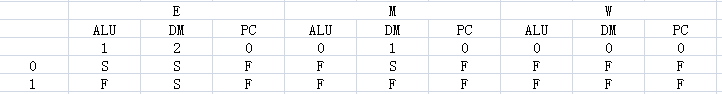 E M W
ALU DM PC ALU DM PC ALU DM PC
1 2 0 0 1 0 0 0 0
0 S S F F S F F F F
1 F S F F F F F F F